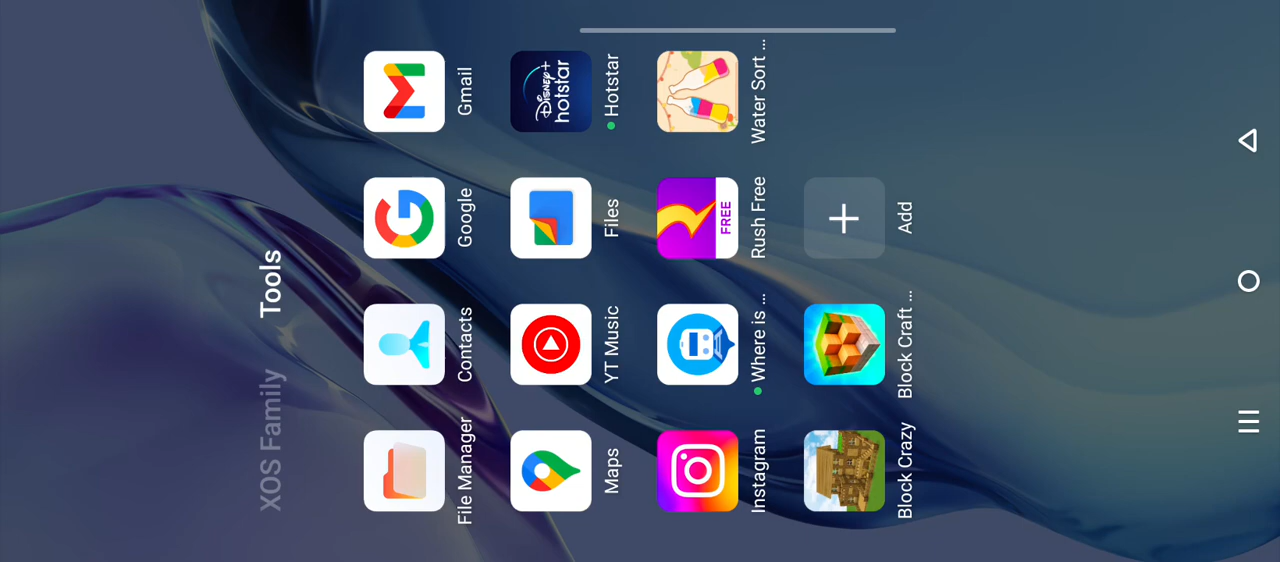 XOS Family Tools
File Manager Contacts Google Gmail
Disney+
hotstar
Maps YT Music Files Hotstar
FREE
Instagram Where is ... Rush Free Water Sort ...
Block Crazy Block Craft ... Add